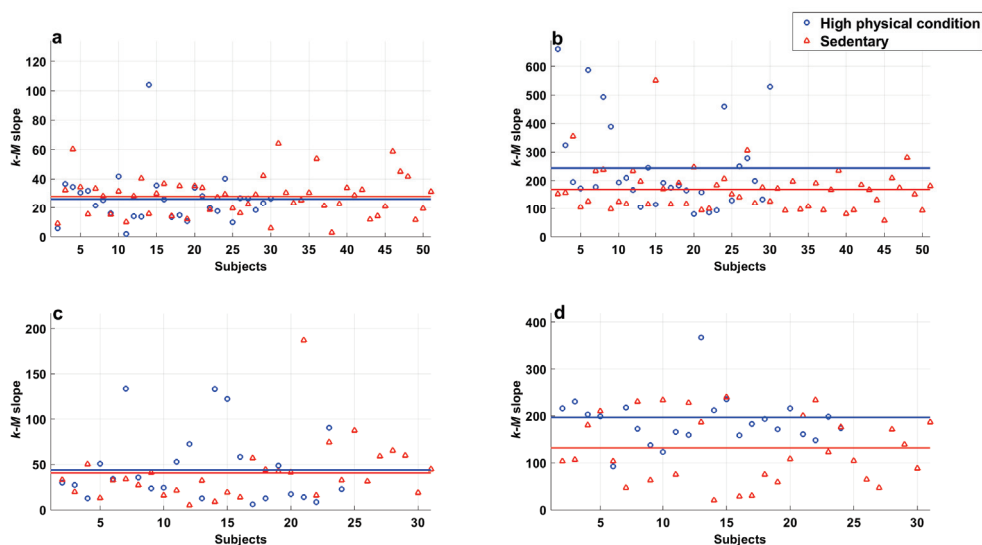 High physical condition
Sedentary
a
120
100
80
60
40
20
0
k-M slope
5 10 15 20 25 30 35 40 45 50
Subjects
b
600
500
400
300
200
100
0
k-M slope
5 10 15 20 25 30 35 40 45 50
Subjects
c
200
150
100
50
0
k-M slope
5 10 15 20 25 30
Subjects
d
400
300
200
100
0
k-M slope
5 10 15 20 25 30
Subjects